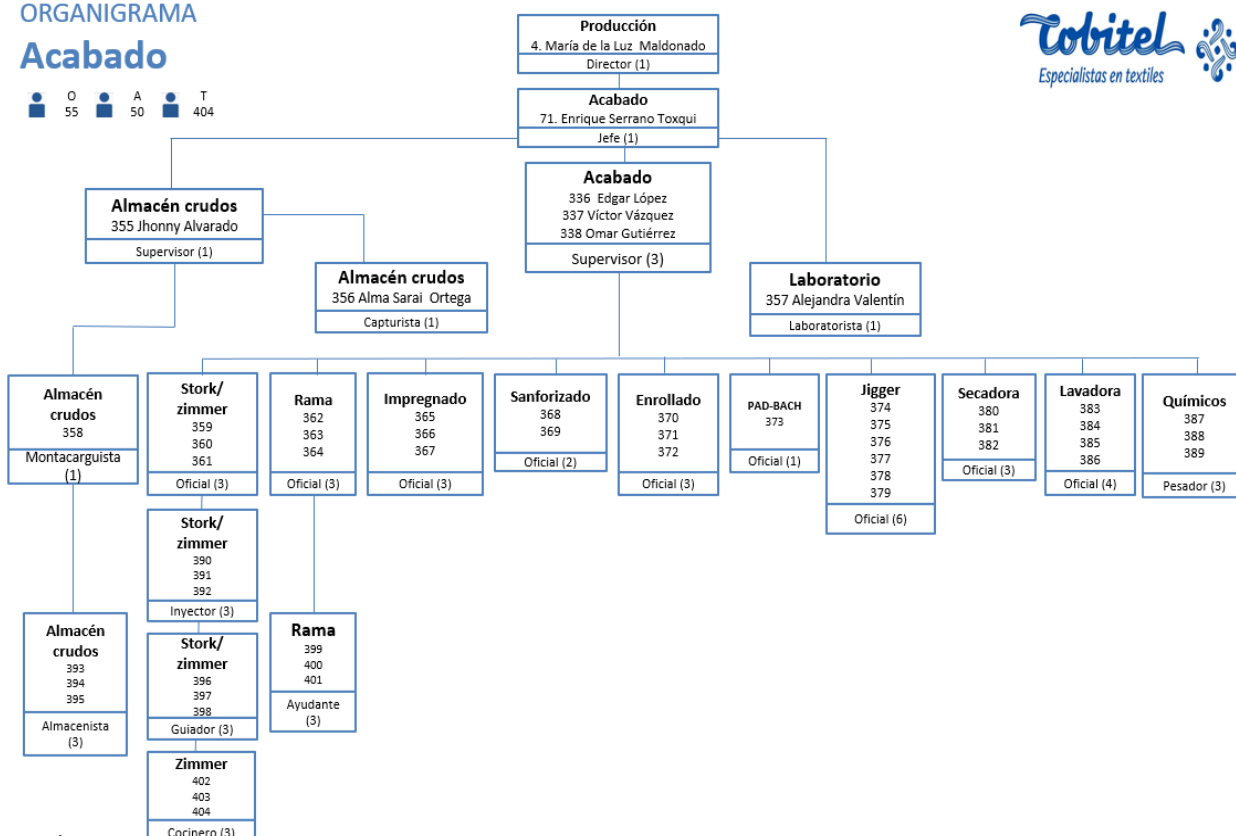 ORGANIGRAMA
Acabado
O
55
A
50
T
404
Tobitel
Especialistas en textiles
Producción
4. María de la Luz Maldonado
Director (1)
Acabado
71. Enrique Serrano Toxqui
Jefe (1)
Almacén crudos
355 Jhonny Alvarado
Supervisor (1)
Acabado
336 Edgar López
337 Víctor Vázquez
338 Omar Gutiérrez
Supervisor (3)
Almacén crudos
356 Alma Sarai Ortega
Capturista (1)
Laboratorio
357 Alejandra Valentín
Laboratorista (1)
Almacén
crudos
358
Montacarguista
(1)
Stork/
zimmer
359
360
361
Oficial (3)
Rama
362
363
364
Oficial (3)
Impregnado
365
366
367
Oficial (3)
Sanforizado
368
369
Oficial (2)
Enrollado
370
371
372
Oficial (3)
PAD-BACH
373
Oficial (1)
Jigger
374
375
376
377
378
379
Oficial (6)
Secadora
380
381
382
Oficial (3)
Lavadora
383
384
385
386
Oficial (4)
Químicos
387
388
389
Pesador (3)
Stork/
zimmer
390
391
392
Inyector (3)
Almacén
crudos
393
394
395
Almacenista
(3)
Stork/
zimmer
396
397
398
Guiador (3)
Rama
399
400
401
Ayudante
(3)
Zimmer
402
403
404
Cocinero (3)